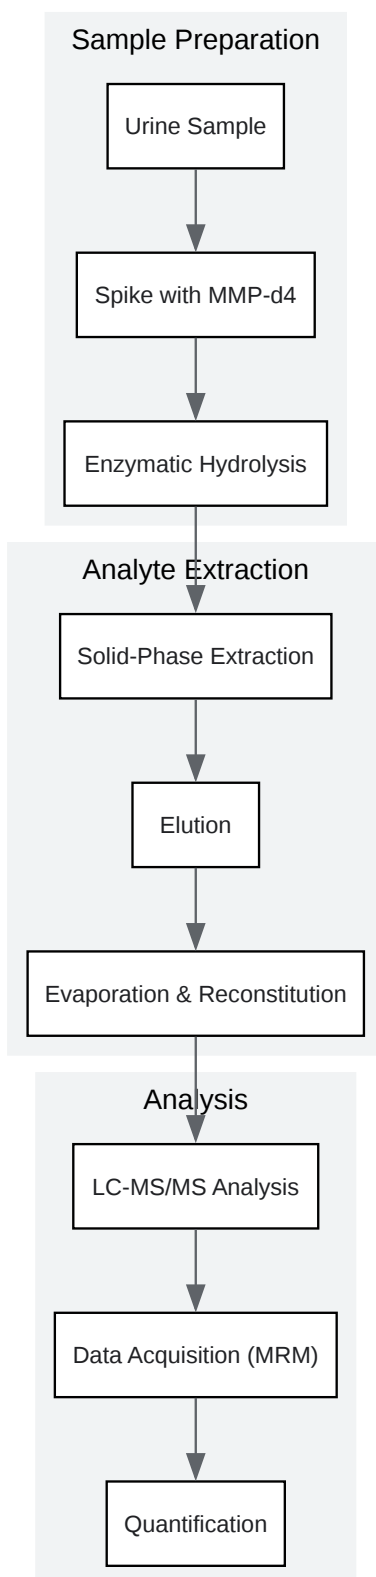 Sample Preparation
Urine Sample
Spike with MMP-d4
Enzymatic Hydrolysis
Analyte Extraction
Solid-Phase Extraction
Elution
Evaporation & Reconstitution
Analysis
LC-MS/MS Analysis
Data Acquisition (MRM)
Quantification